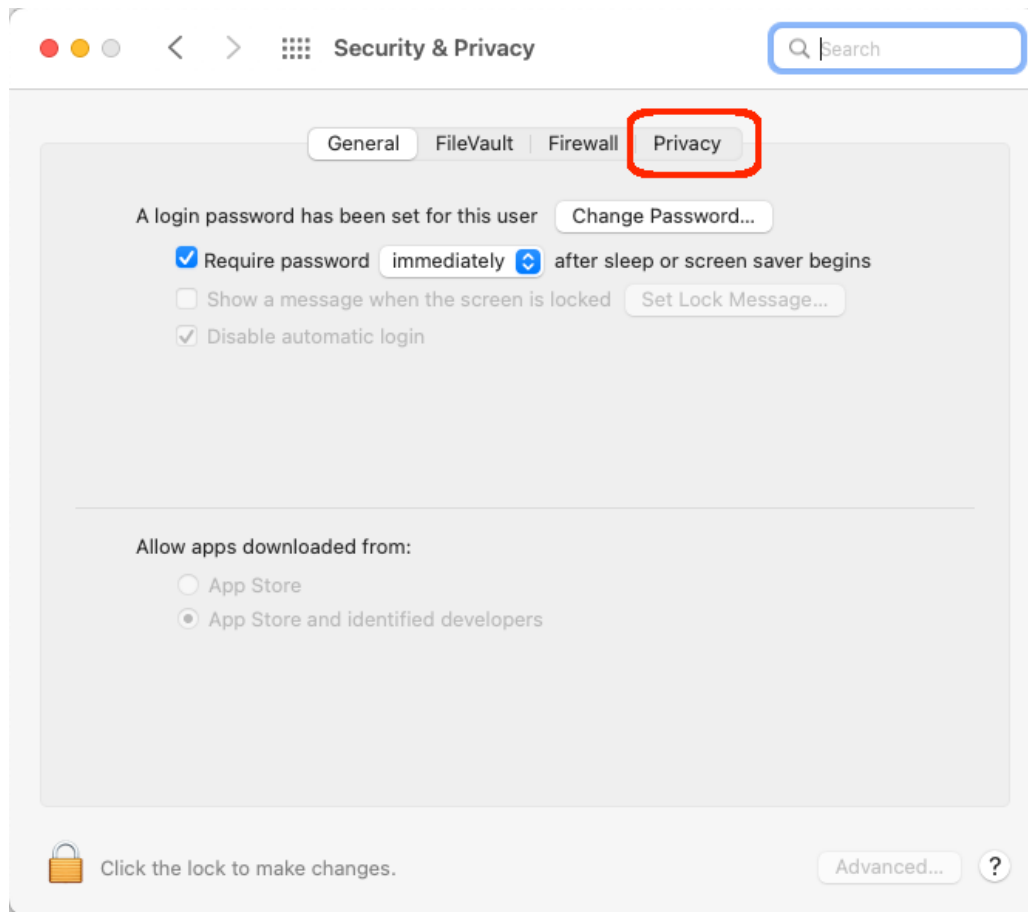 Security & Privacy
Search
General FileVault Firewall Privacy
A login password has been set for this user Change Password...
Require password immediately after sleep or screen saver begins
Show a message when the screen is locked Set Lock Message...
Disable automatic login
Allow apps downloaded from:
App Store
App Store and identified developers
Click the lock to make changes.
Advanced... ?